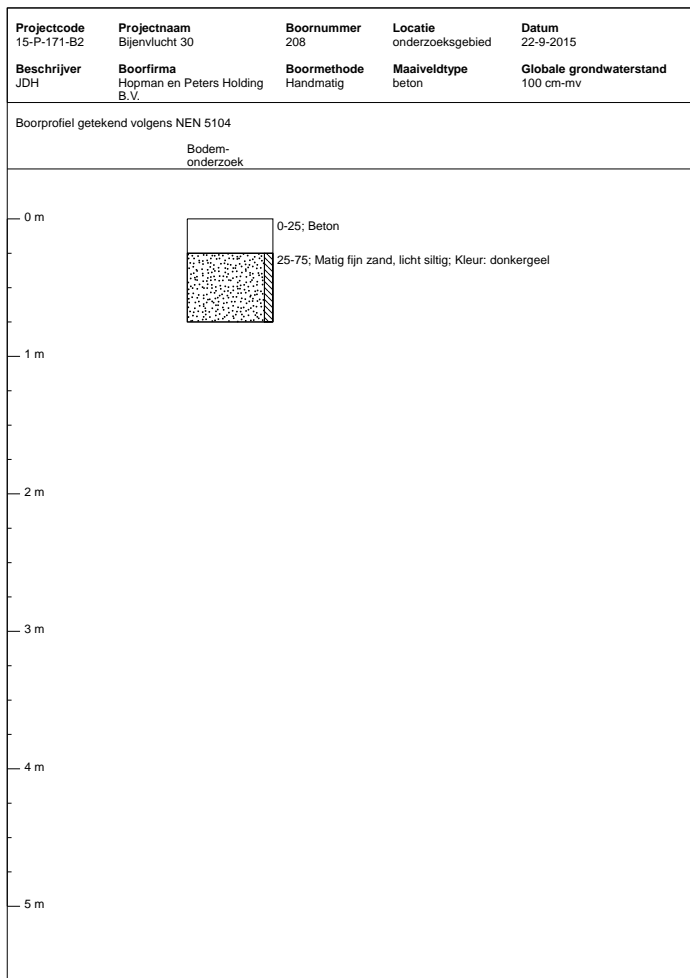 Projectcode Projectnaam Boornummer Locatie Datum
15-P-171-B2 Bijenvlucht 30 208 onderzoeksgebied 22-9-2015
Beschrijver Boorfirma Boormethode Maaiveldtype Globale grondwaterstand
JDH Hopman en Peters Holding Handmatig beton 100 cm-mv
B.V.
Boorprofiel getekend volgens NEN 5104
Bodem-
onderzoek
0 m
0-25; Beton
25-75; Matig fijn zand, licht siltig; Kleur: donkergeel
1 m
2 m
3 m
4 m
5 m